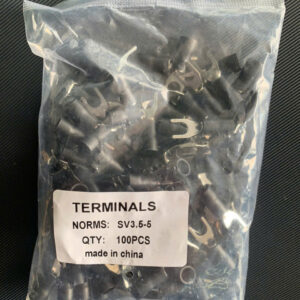 TERMINALS
NORMS: SV3.5-5
QTY: 100PCS
made in china